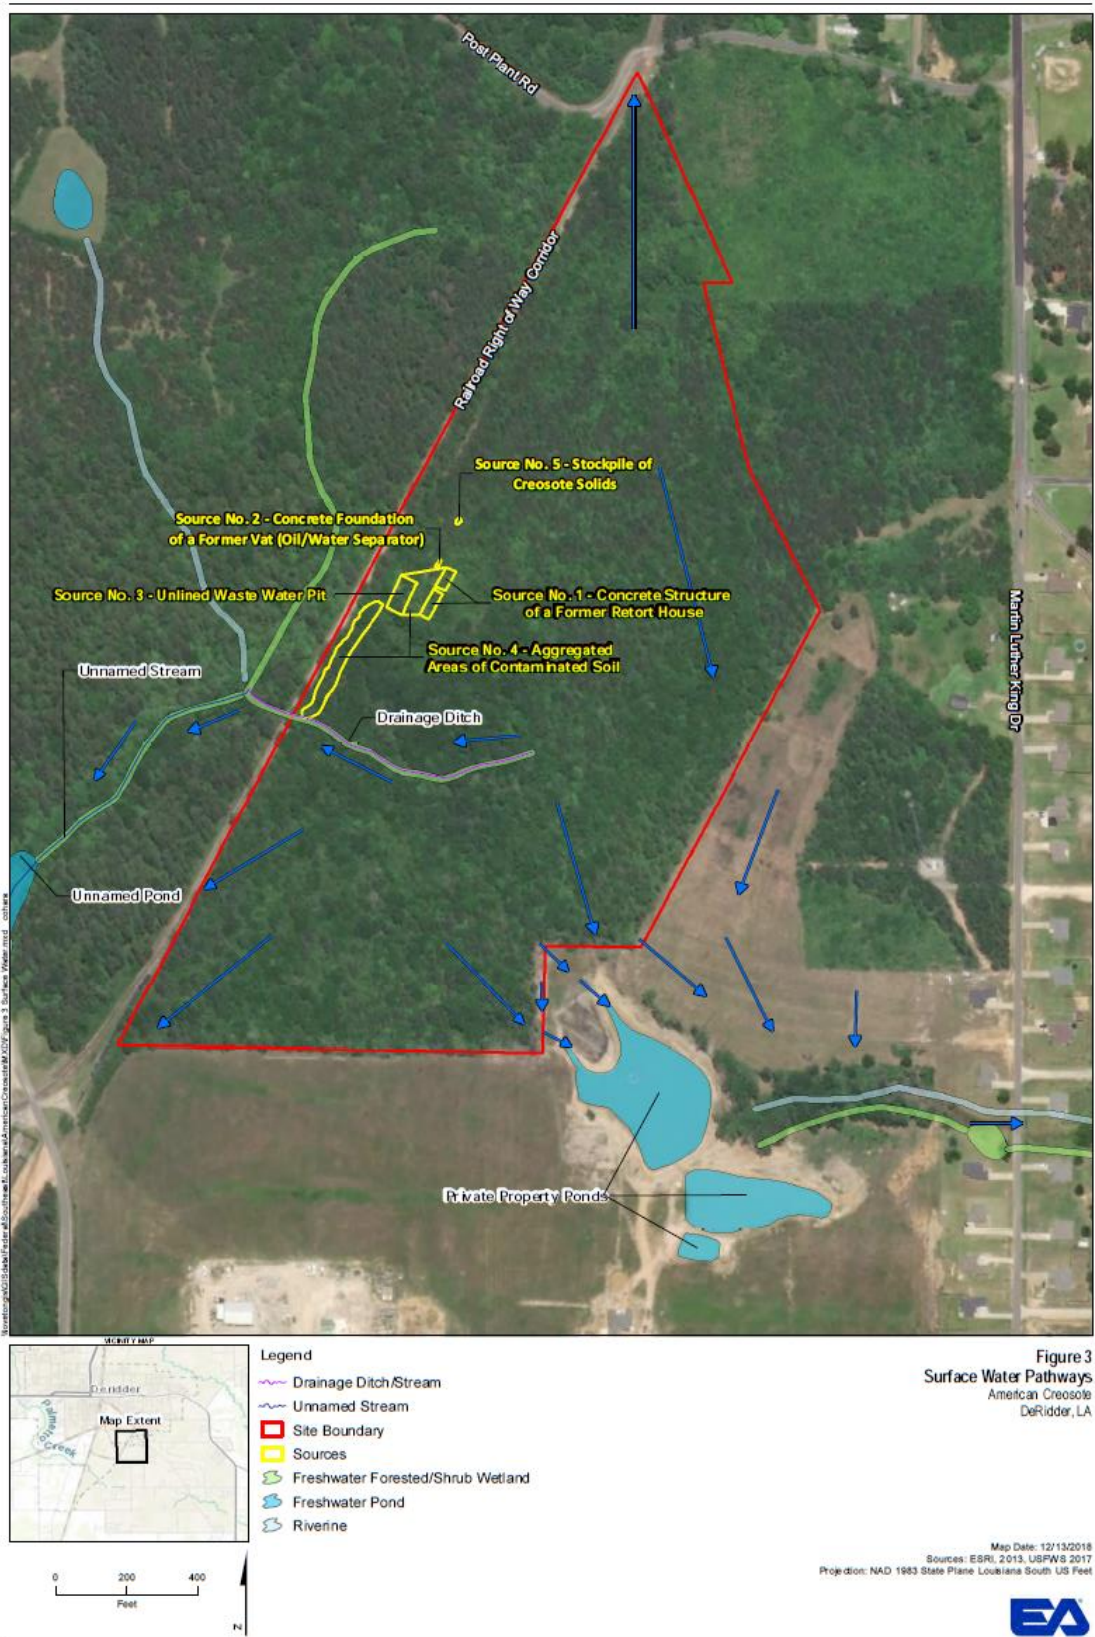 Post Plant Rd
Railroad Right of Way Corridor
Source No. 5 - Stockpile of
Creosote Solids
Source No. 2 - Concrete Foundation
of a Former Vat (Oil/Water Separator)
Source No. 3 - Unlined Waste Water Pit
Source No. 1 - Concrete Structure
of a Former Retort House
Source No. 4 - Aggregated
Areas of Contaminated Soil
Martin Luther King Dr
Unnamed Stream
Drainage Ditch
Unnamed Pond
Private Property Ponds
VICINITY MAP
Deridder
Map Extent
Palmetto
Creek
0 200 400
Feet
N
Legend
Drainage Ditch/Stream
Unnamed Stream
Site Boundary
Sources
Freshwater Forested/Shrub Wetland
Freshwater Pond
Riverine
Figure 3
Surface Water Pathways
American Creosote
DeRidder, LA
Map Date: 12/13/2018
Sources: ESRI, 2013, USFWS 2017
Projection: NAD 1983 State Plane Louisiana South US Feet
EA